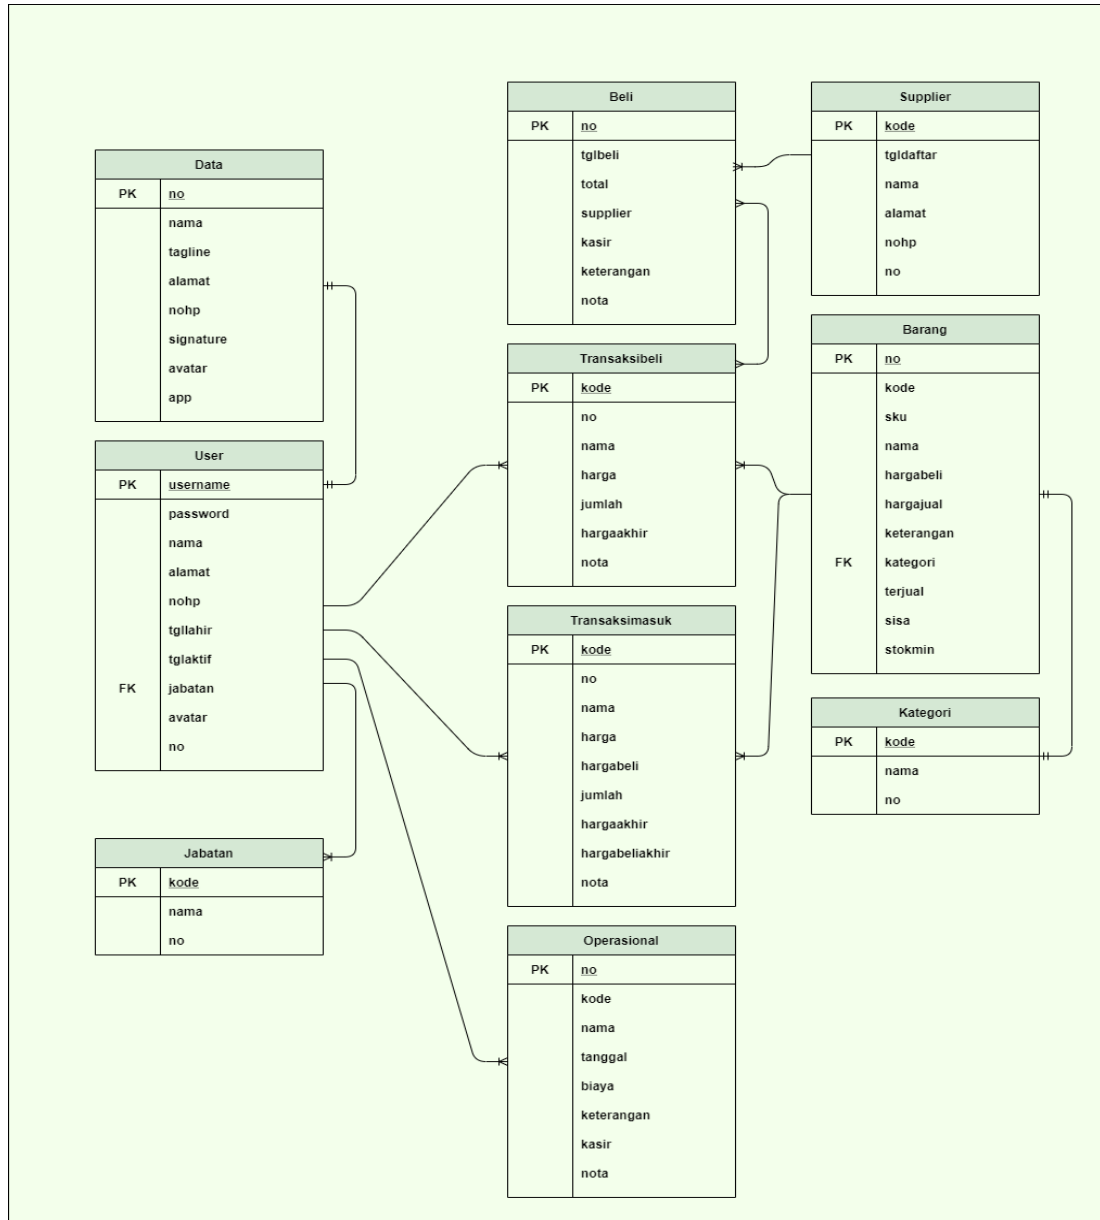 Data
PK no
nama
tagline
alamat
nohp
signature
avatar
app
User
PK username
password
nama
alamat
nohp
tgllahir
tglaktif
FK jabatan
avatar
no
Jabatan
PK kode
nama
no
Beli
PK no
tglbeli
total
supplier
kasir
keterangan
nota
Transaksibeli
PK kode
no
nama
harga
jumlah
hargaakhir
nota
Transaksimasuk
PK kode
no
nama
harga
hargabeli
jumlah
hargaakhir
hargabeliakhir
nota
Operasional
PK no
kode
nama
tanggal
biaya
keterangan
kasir
nota
Supplier
PK kode
tgldaftar
nama
alamat
nohp
no
Barang
PK no
kode
sku
nama
hargabeli
hargajual
keterangan
FK kategori
terjual
sisa
stokmin
Kategori
PK kode
nama
no